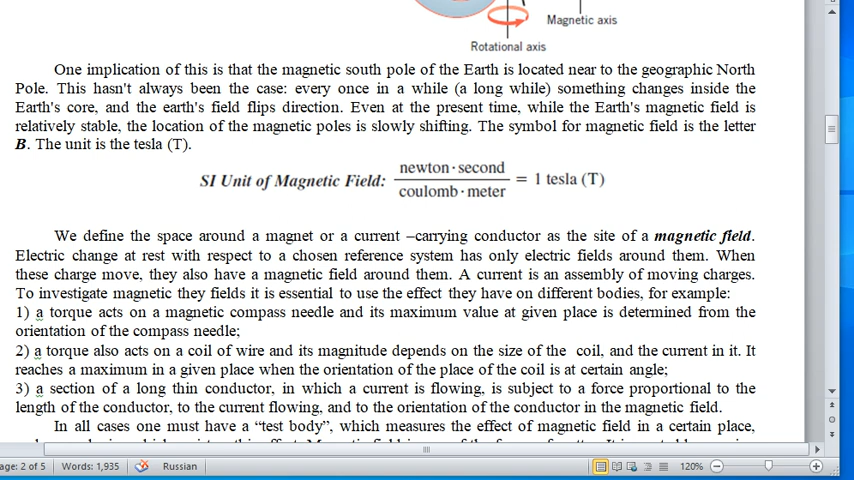 Magnetic axis
Rotational axis
One implication of this is that the magnetic south pole of the Earth is located near to the geographic North
Pole. This hasn't always been the case: every once in a while (a long while) something changes inside the
Earth's core, and the earth's field flips direction. Even at the present time, while the Earth's magnetic field is
relatively stable, the location of the magnetic poles is slowly shifting. The symbol for magnetic field is the letter
B. The unit is the tesla (T).
SI Unit of Magnetic Field: newton·second / coulomb·meter = 1 tesla (T)
We define the space around a magnet or a current –carrying conductor as the site of a magnetic field.
Electric change at rest with respect to a chosen reference system has only electric fields around them. When
these charge move, they also have a magnetic field around them. A current is an assembly of moving charges.
To investigate magnetic they fields it is essential to use the effect they have on different bodies, for example:
1) a torque acts on a magnetic compass needle and its maximum value at given place is determined from the
orientation of the compass needle;
2) a torque also acts on a coil of wire and its magnitude depends on the size of the coil, and the current in it. It
reaches a maximum in a given place when the orientation of the place of the coil is at certain angle;
3) a section of a long thin conductor, in which a current is flowing, is subject to a force proportional to the
length of the conductor, to the current flowing, and to the orientation of the conductor in the magnetic field.
In all cases one must have a “test body”, which measures the effect of magnetic field in a certain place,
age: 2 of 5 Words: 1,935 Russian 120%